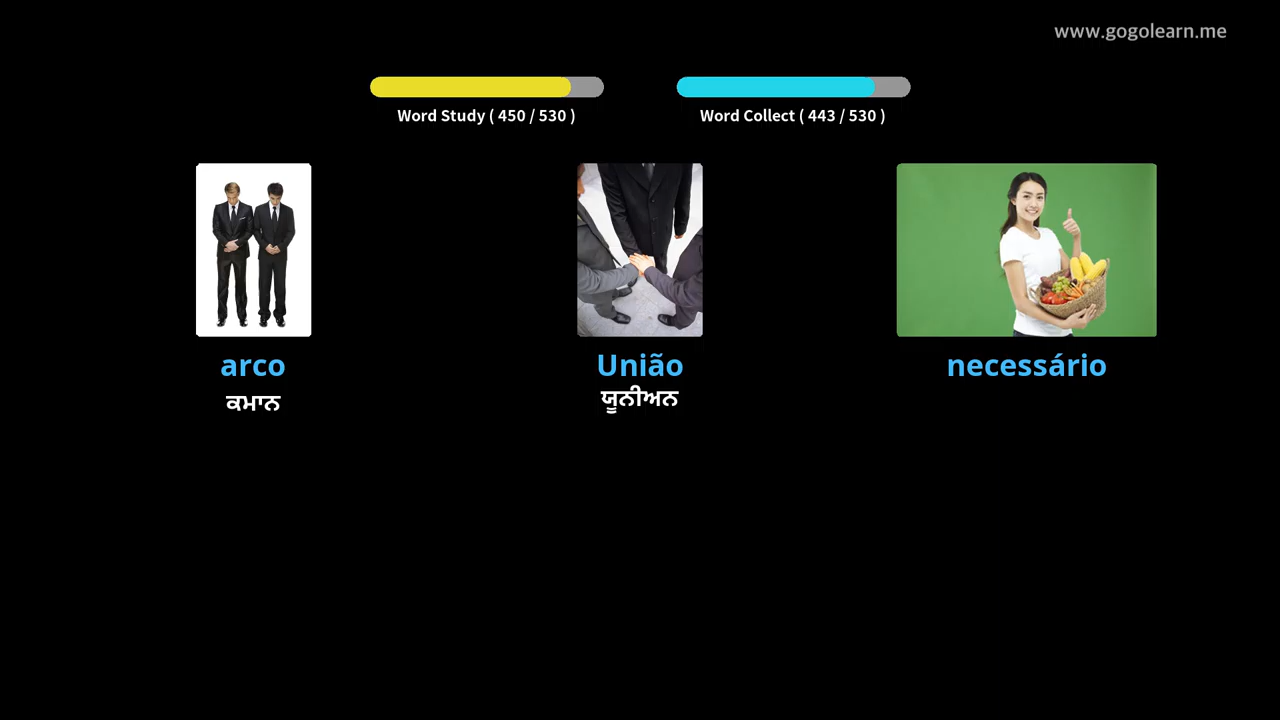 www.gogolearn.me
Word Study ( 450 / 530 )
Word Collect ( 443 / 530 )
arco
União
necessário
ਕਮਾਨ
ਯੂਨੀਅਨ